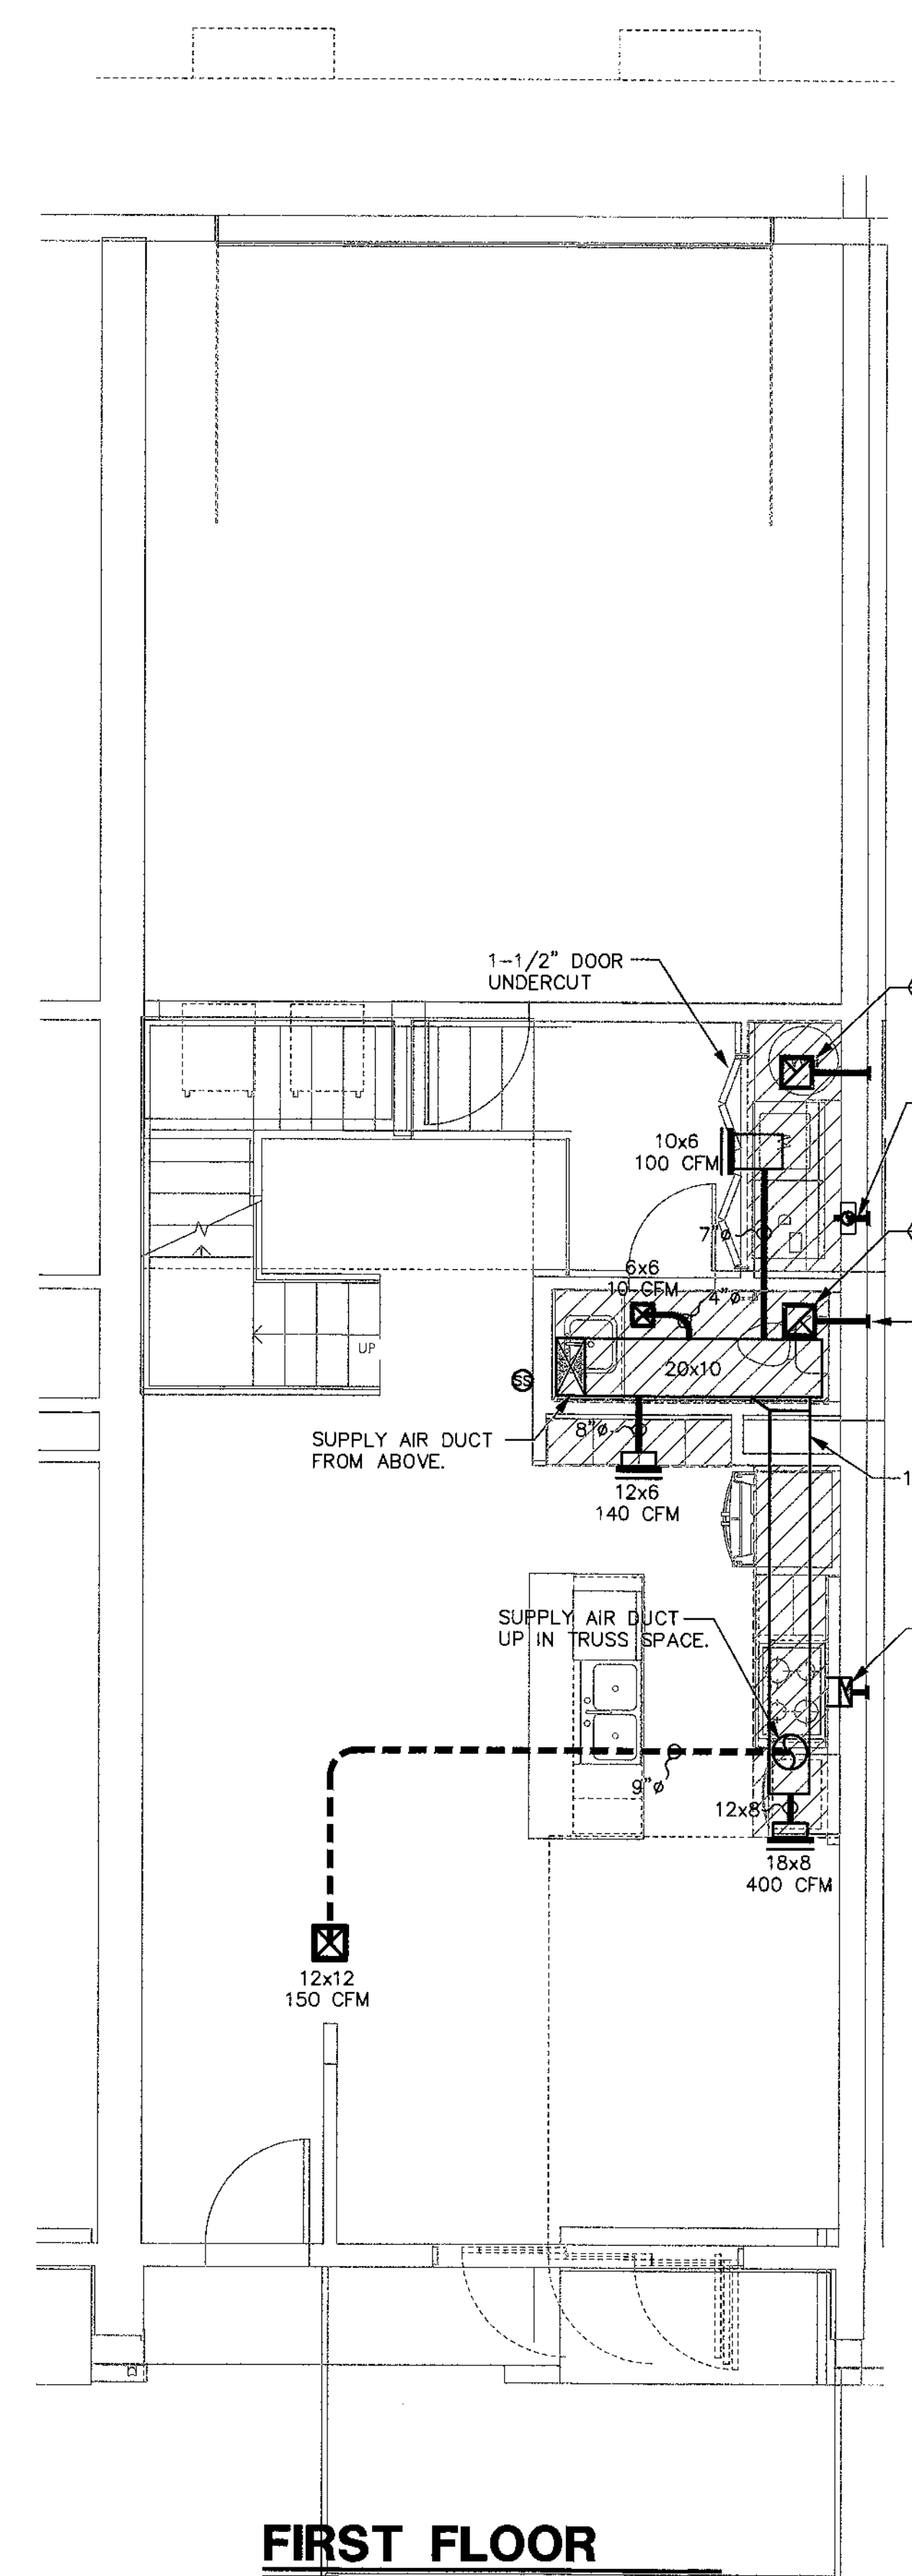 1-1/2" DOOR
UNDERCUT
10x6
100 CFM
7"ø
6x6
10 CFM
4"ø
UP
20x10
SS
SUPPLY AIR DUCT
FROM ABOVE.
8"ø
1
12x6
140 CFM
SUPPLY AIR DUCT
UP IN TRUSS SPACE.
9"ø
12x8
18x8
400 CFM
12x12
150 CFM
FIRST FLOOR